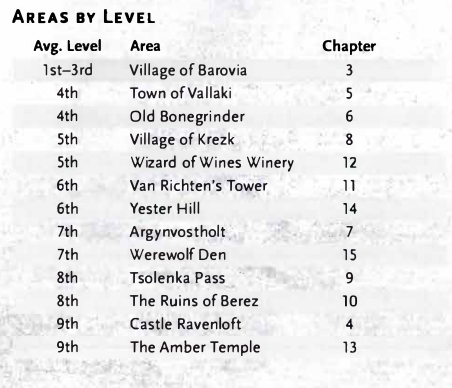 AREAS BY LEVEL
Avg. Level Area Chapter
1st–3rd Village of Barovia 3
4th Town of Vallaki 5
4th Old Bonegrinder 6
5th Village of Krezk 8
5th Wizard of Wines Winery 12
6th Van Richten's Tower 11
6th Yester Hill 14
7th Argynvostholt 7
7th Werewolf Den 15
8th Tsolenka Pass 9
8th The Ruins of Berez 10
9th Castle Ravenloft 4
9th The Amber Temple 13